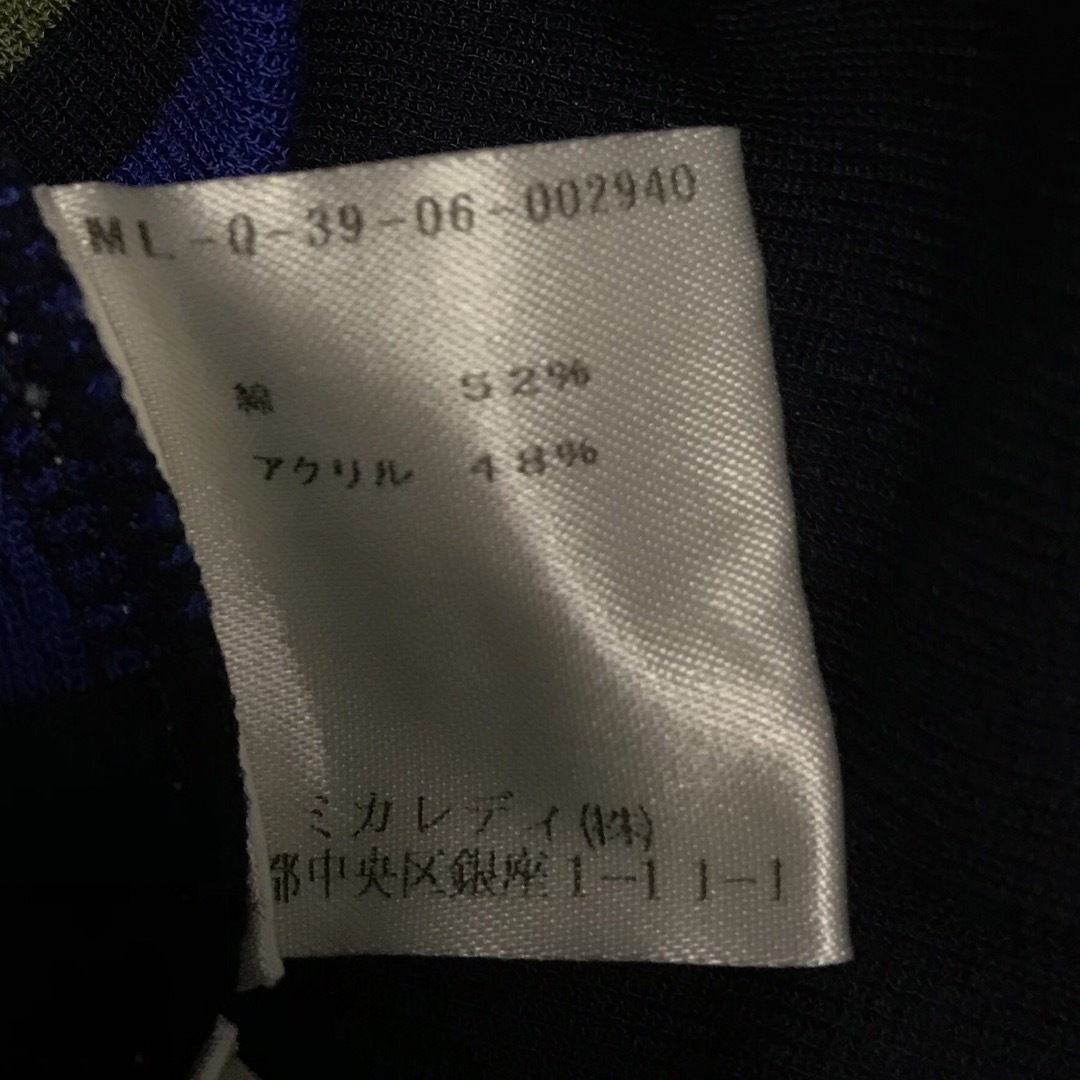 ML-Q-39-06-002940
綿 52%
アクリル 48%
ミカレディ(株)
都中央区銀座1-11-1